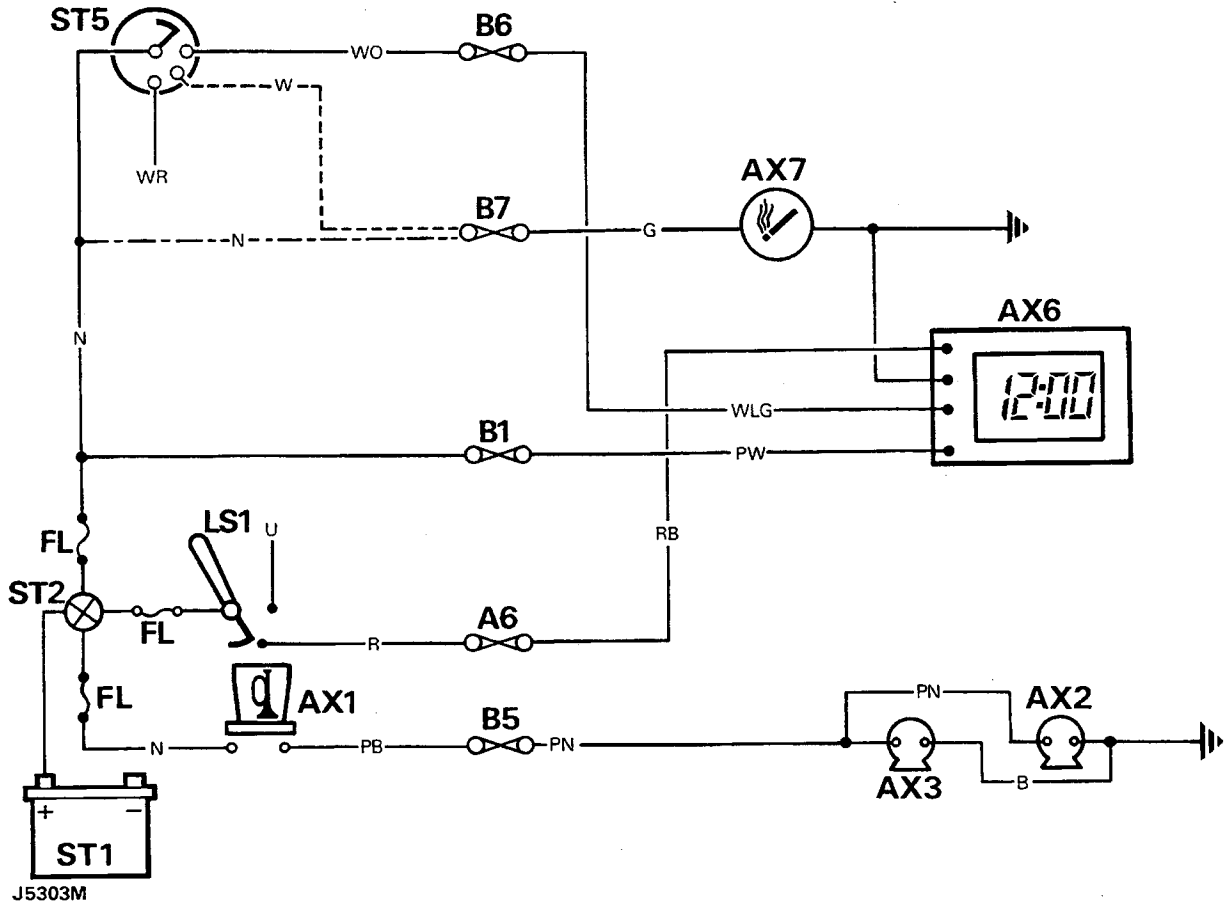 ST5
B6
WO
W
WR
AX7
B7
N
G
AX6
N
12:00
WLG
B1
PW
LS1
U
RB
FL
ST2
FL
A6
R
FL
AX1
PN
AX2
B5
N
PB
PN
AX3
B
+
−
ST1
J5303M